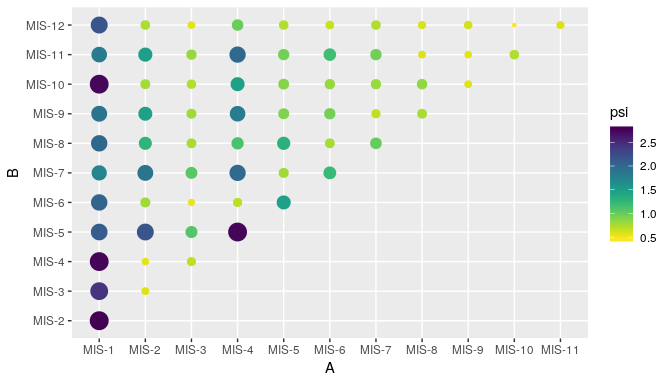 MIS-12
MIS-11
MIS-10
MIS-9
MIS-8
MIS-7
MIS-6
MIS-5
MIS-4
MIS-3
MIS-2
B
MIS-1 MIS-2 MIS-3 MIS-4 MIS-5 MIS-6 MIS-7 MIS-8 MIS-9 MIS-10 MIS-11
A
psi
2.5
2.0
1.5
1.0
0.5